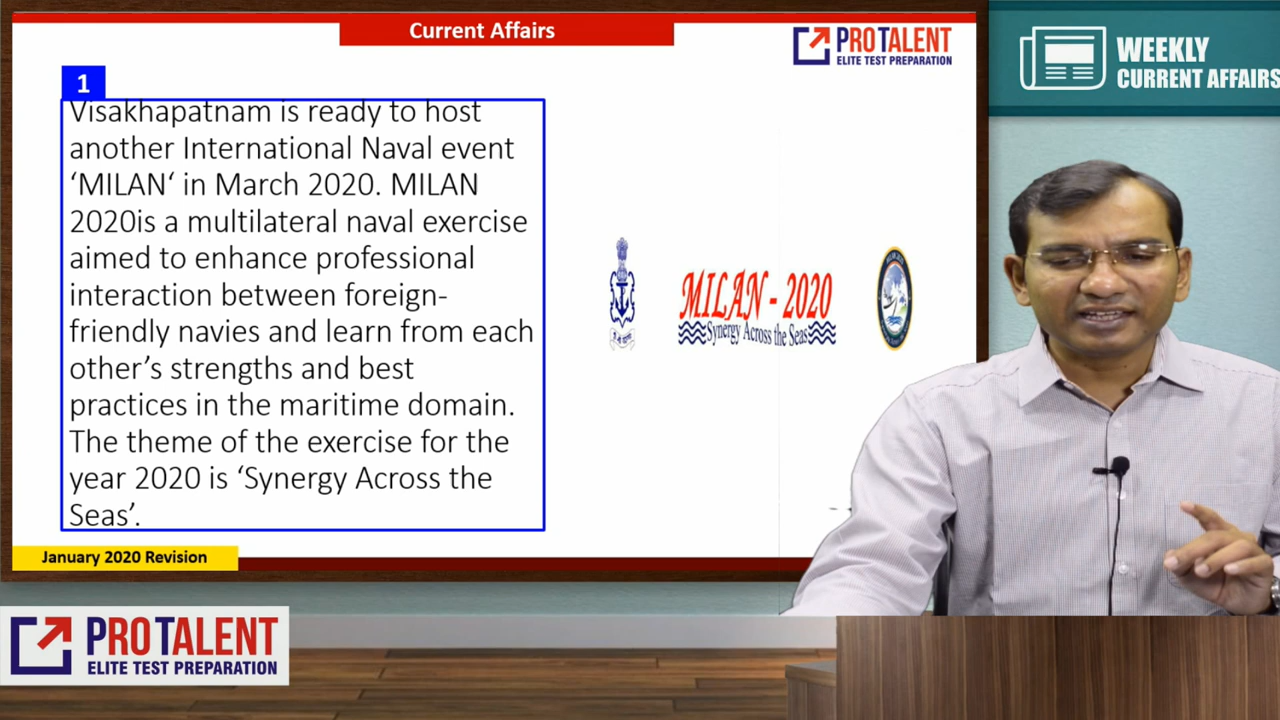 Current Affairs
PROTALENT
ELITE TEST PREPARATION
WEEKLY
CURRENT AFFAIRS
1
Visakhapatnam is ready to host
another International Naval event
‘MILAN‘ in March 2020. MILAN
2020is a multilateral naval exercise
aimed to enhance professional
interaction between foreign-
friendly navies and learn from each
other’s strengths and best
practices in the maritime domain.
The theme of the exercise for the
year 2020 is ‘Synergy Across the
Seas’.
MILAN - 2020
Synergy Across the Seas
January 2020 Revision
PROTALENT
ELITE TEST PREPARATION